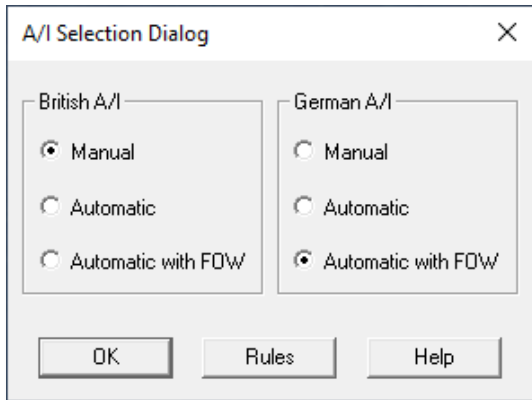 A/I Selection Dialog
British A/I
Manual
Automatic
Automatic with FOW
German A/I
Manual
Automatic
Automatic with FOW
OK
Rules
Help